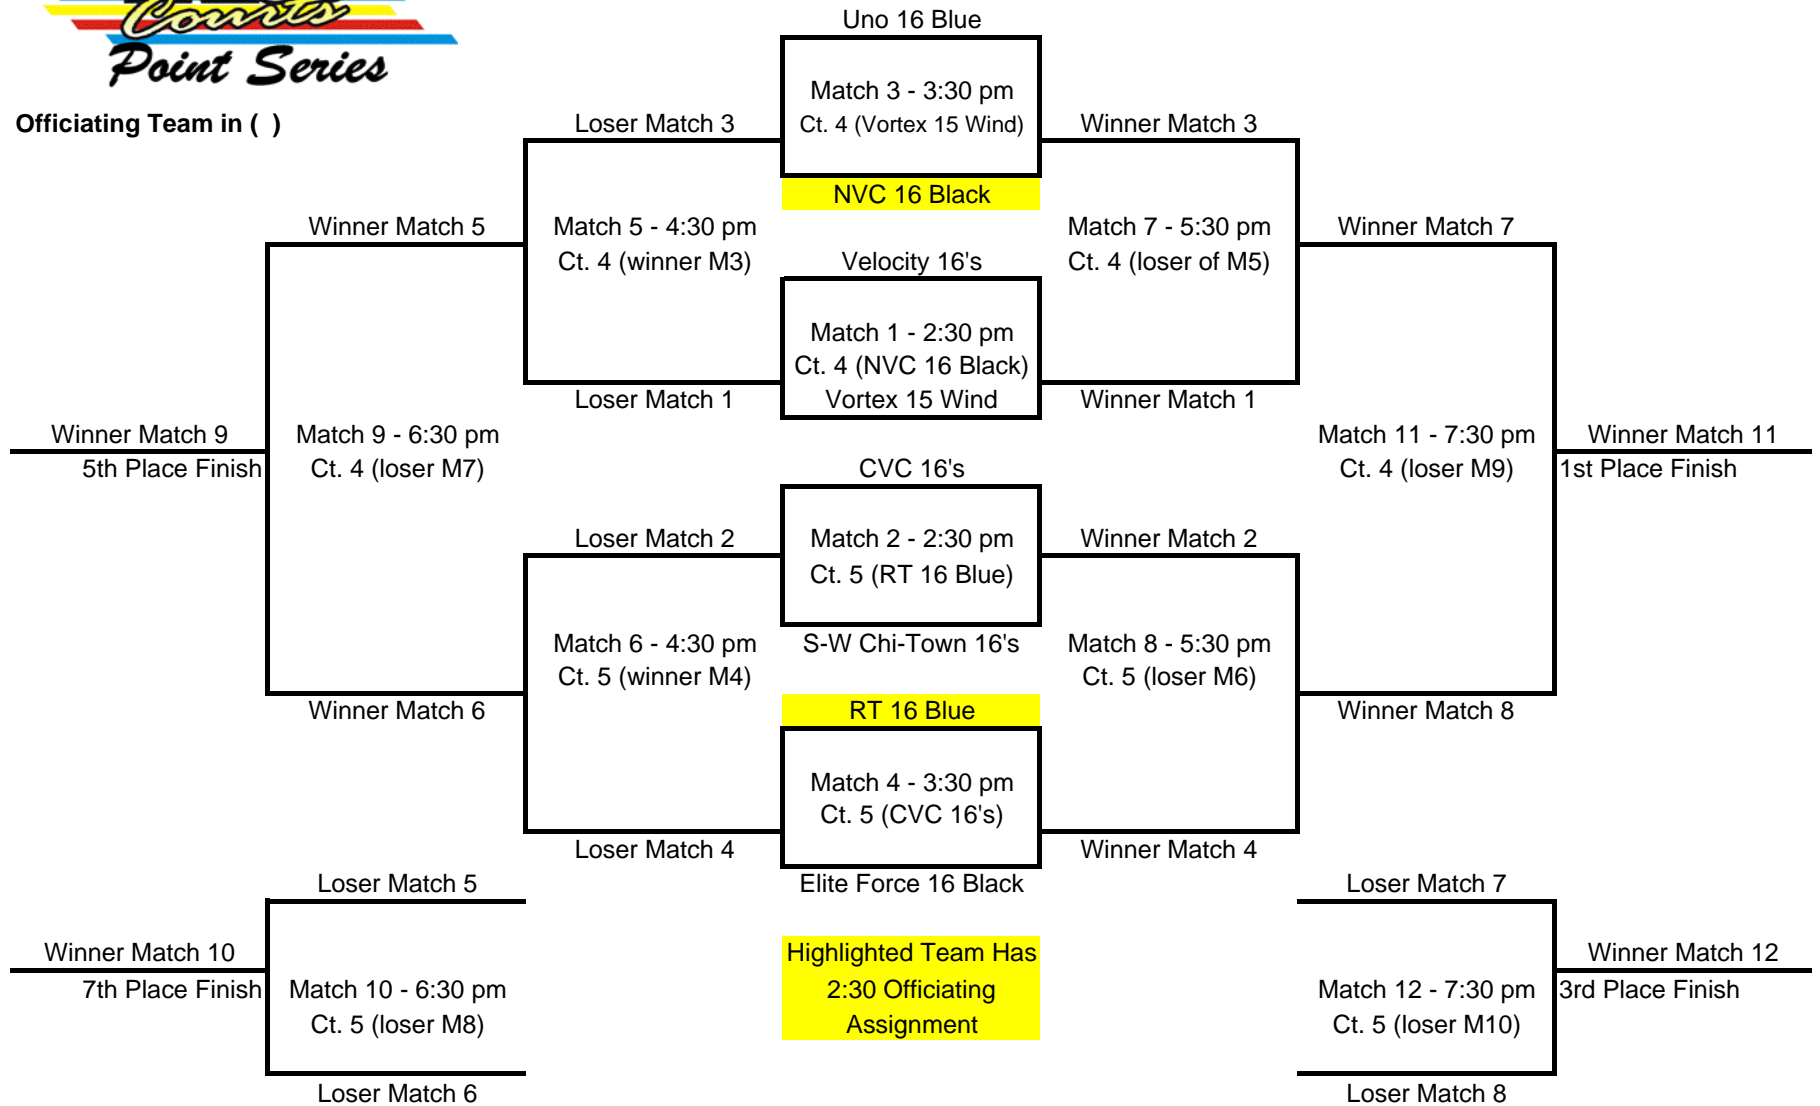 Courts
Point Series
Officiating Team in ( )
Uno 16 Blue
Match 3 - 3:30 pm
Ct. 4 (Vortex 15 Wind)
NVC 16 Black
Loser Match 3
Winner Match 3
Winner Match 5
Match 5 - 4:30 pm
Ct. 4 (winner M3)
Velocity 16's
Match 7 - 5:30 pm
Ct. 4 (loser of M5)
Winner Match 7
Match 1 - 2:30 pm
Ct. 4 (NVC 16 Black)
Vortex 15 Wind
Loser Match 1
Winner Match 1
Winner Match 9
5th Place Finish
Match 9 - 6:30 pm
Ct. 4 (loser M7)
CVC 16's
Match 11 - 7:30 pm
Ct. 4 (loser M9)
Winner Match 11
1st Place Finish
Loser Match 2
Match 2 - 2:30 pm
Ct. 5 (RT 16 Blue)
Winner Match 2
Match 6 - 4:30 pm
Ct. 5 (winner M4)
S-W Chi-Town 16's
Match 8 - 5:30 pm
Ct. 5 (loser M6)
Winner Match 6
RT 16 Blue
Winner Match 8
Match 4 - 3:30 pm
Ct. 5 (CVC 16's)
Loser Match 4
Winner Match 4
Elite Force 16 Black
Loser Match 5
Loser Match 7
Winner Match 10
7th Place Finish
Match 10 - 6:30 pm
Ct. 5 (loser M8)
Highlighted Team Has
2:30 Officiating
Assignment
Match 12 - 7:30 pm
Ct. 5 (loser M10)
Winner Match 12
3rd Place Finish
Loser Match 6
Loser Match 8